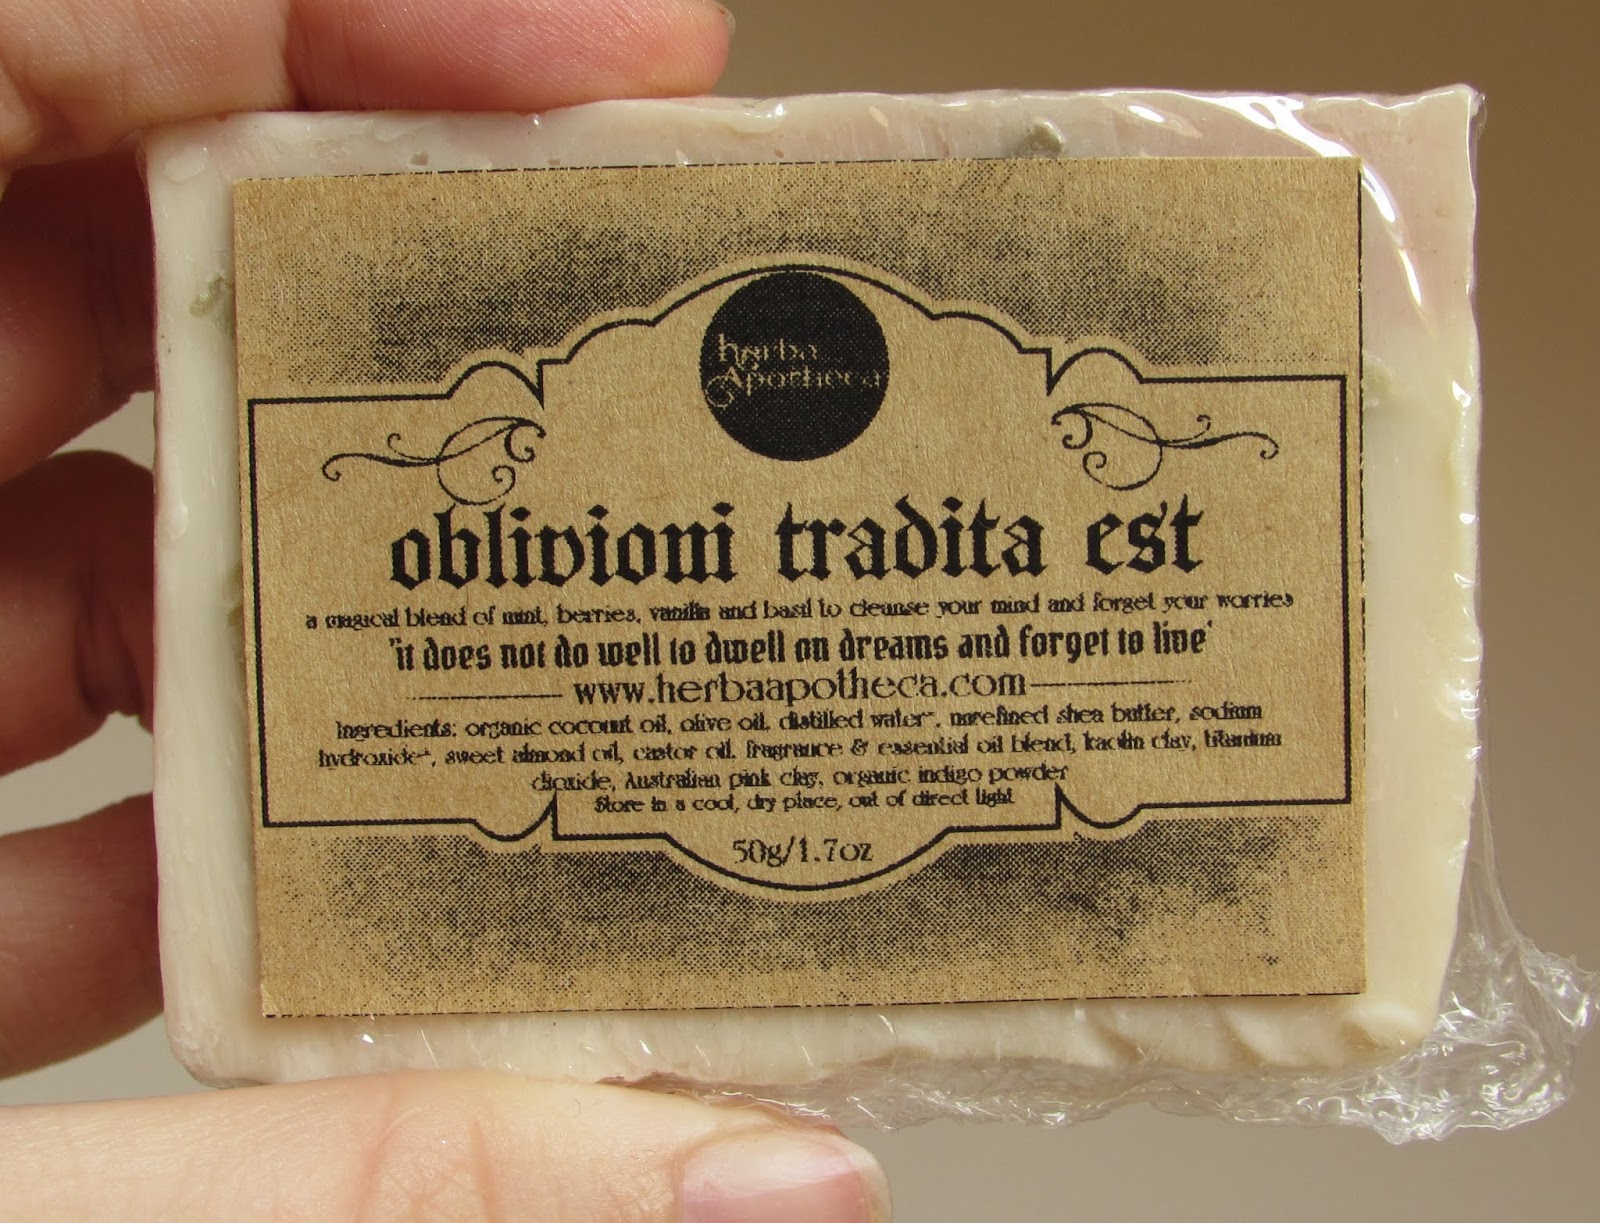 herba
Apotheca
oblivioni tradita est
a magical blend of mint, berries, vanilla and basil to cleanse your mind and forget your worries
"it does not do well to dwell on dreams and forget to live"
www.herbaapotheca.com
Ingredients: organic coconut oil, olive oil, distilled water*, unrefined shea butter, sodium
hydroxide**, sweet almond oil, castor oil, fragrance & essential oil blend, kaolin clay, titanium
dioxide, Australian pink clay, organic indigo powder
Store in a cool, dry place, out of direct light
50g/1.7oz